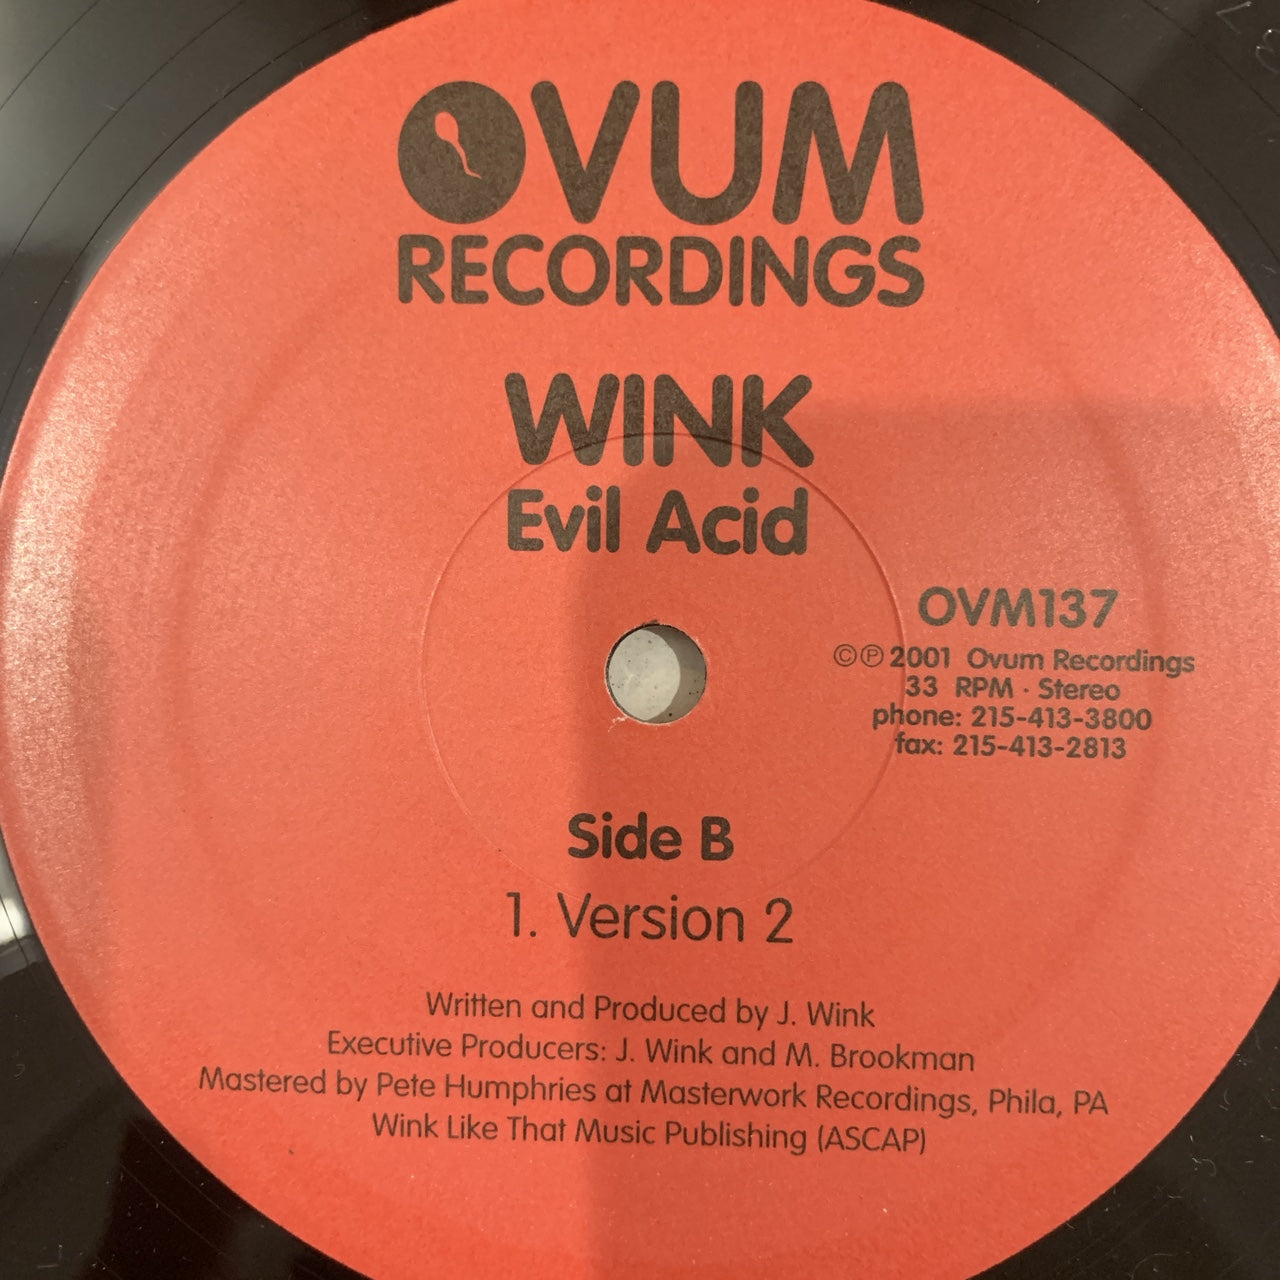 OVUM
RECORDINGS
WINK
Evil Acid
OVM137
©℗ 2001 Ovum Recordings
33 RPM · Stereo
phone: 215-413-3800
fax: 215-413-2813
Side B
1. Version 2
Written and Produced by J. Wink
Executive Producers: J. Wink and M. Brookman
Mastered by Pete Humphries at Masterwork Recordings, Phila, PA
Wink Like That Music Publishing (ASCAP)